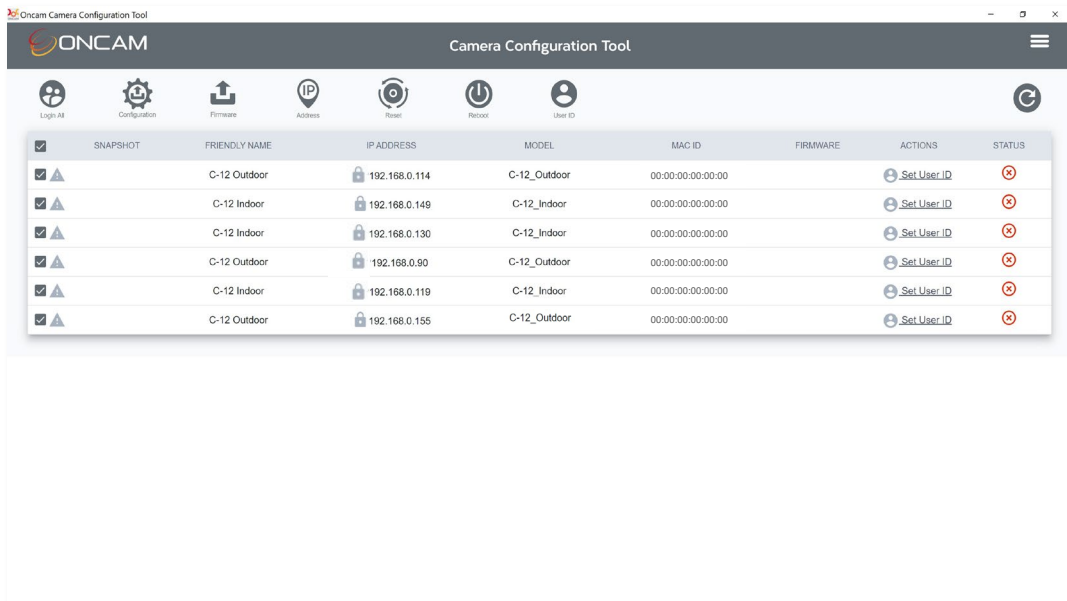 Oncam Camera Configuration Tool
ONCAM
Camera Configuration Tool
Login All Configuration Firmware Address Reset Reboot User ID
SNAPSHOT FRIENDLY NAME IP ADDRESS MODEL MAC ID FIRMWARE ACTIONS STATUS
C-12 Outdoor 192.168.0.114 C-12_Outdoor 00:00:00:00:00:00 Set User ID
C-12 Indoor 192.168.0.149 C-12_Indoor 00:00:00:00:00:00 Set User ID
C-12 Indoor 192.168.0.130 C-12_Indoor 00:00:00:00:00:00 Set User ID
C-12 Outdoor 192.168.0.90 C-12_Outdoor 00:00:00:00:00:00 Set User ID
C-12 Indoor 192.168.0.119 C-12_Indoor 00:00:00:00:00:00 Set User ID
C-12 Outdoor 192.168.0.155 C-12_Outdoor 00:00:00:00:00:00 Set User ID